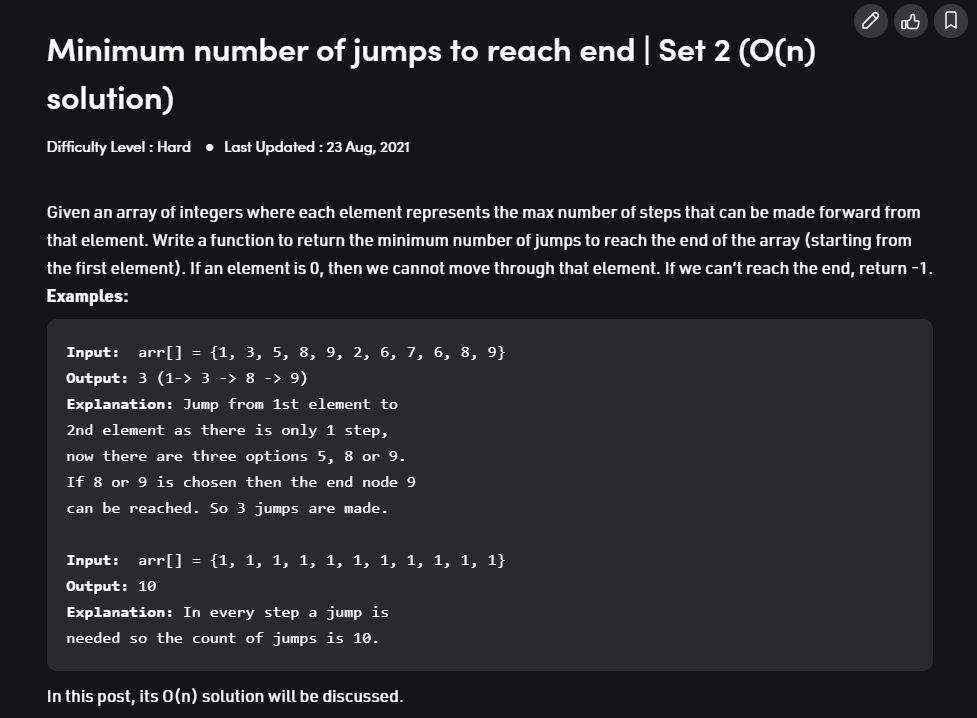 Minimum number of jumps to reach end | Set 2 (O(n)
solution)
Difficulty Level : Hard ● Last Updated : 23 Aug, 2021
Given an array of integers where each element represents the max number of steps that can be made forward from
that element. Write a function to return the minimum number of jumps to reach the end of the array (starting from
the first element). If an element is 0, then we cannot move through that element. If we can't reach the end, return -1.
Examples:
Input:  arr[] = {1, 3, 5, 8, 9, 2, 6, 7, 6, 8, 9}
Output: 3 (1-> 3 -> 8 -> 9)
Explanation: Jump from 1st element to
2nd element as there is only 1 step,
now there are three options 5, 8 or 9.
If 8 or 9 is chosen then the end node 9
can be reached. So 3 jumps are made.
Input:  arr[] = {1, 1, 1, 1, 1, 1, 1, 1, 1, 1, 1}
Output: 10
Explanation: In every step a jump is
needed so the count of jumps is 10.
In this post, its O(n) solution will be discussed.